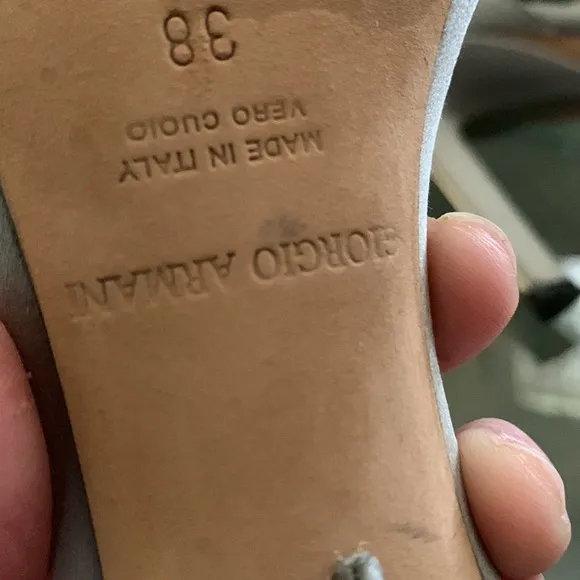 GIORGIO ARMANI
MADE IN ITALY
VERO CUOIO
38